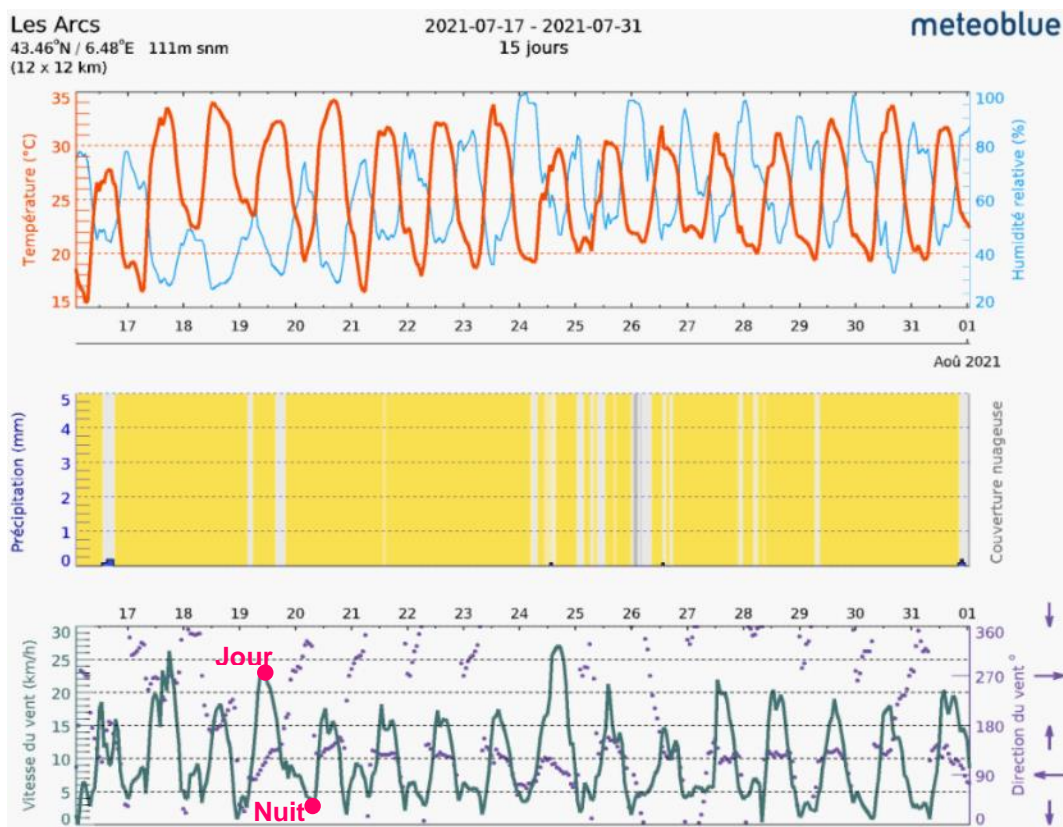 Les Arcs
43.46°N / 6.48°E 111m snm
(12 x 12 km)
2021-07-17 - 2021-07-31
15 jours
meteoblue
Température (°C)
35
30
25
20
15
100
80
60
40
20
Humidité relative (%)
17 18 19 20 21 22 23 24 25 26 27 28 29 30 31 01
Aoû 2021
Précipitation (mm)
5
4
3
2
1
0
Couverture nuageuse
17 18 19 20 21 22 23 24 25 26 27 28 29 30 31 01
Vitesse du vent (km/h)
30
25
20
15
10
5
0
Jour
Nuit
360
270
180
90
0
Direction du vent °